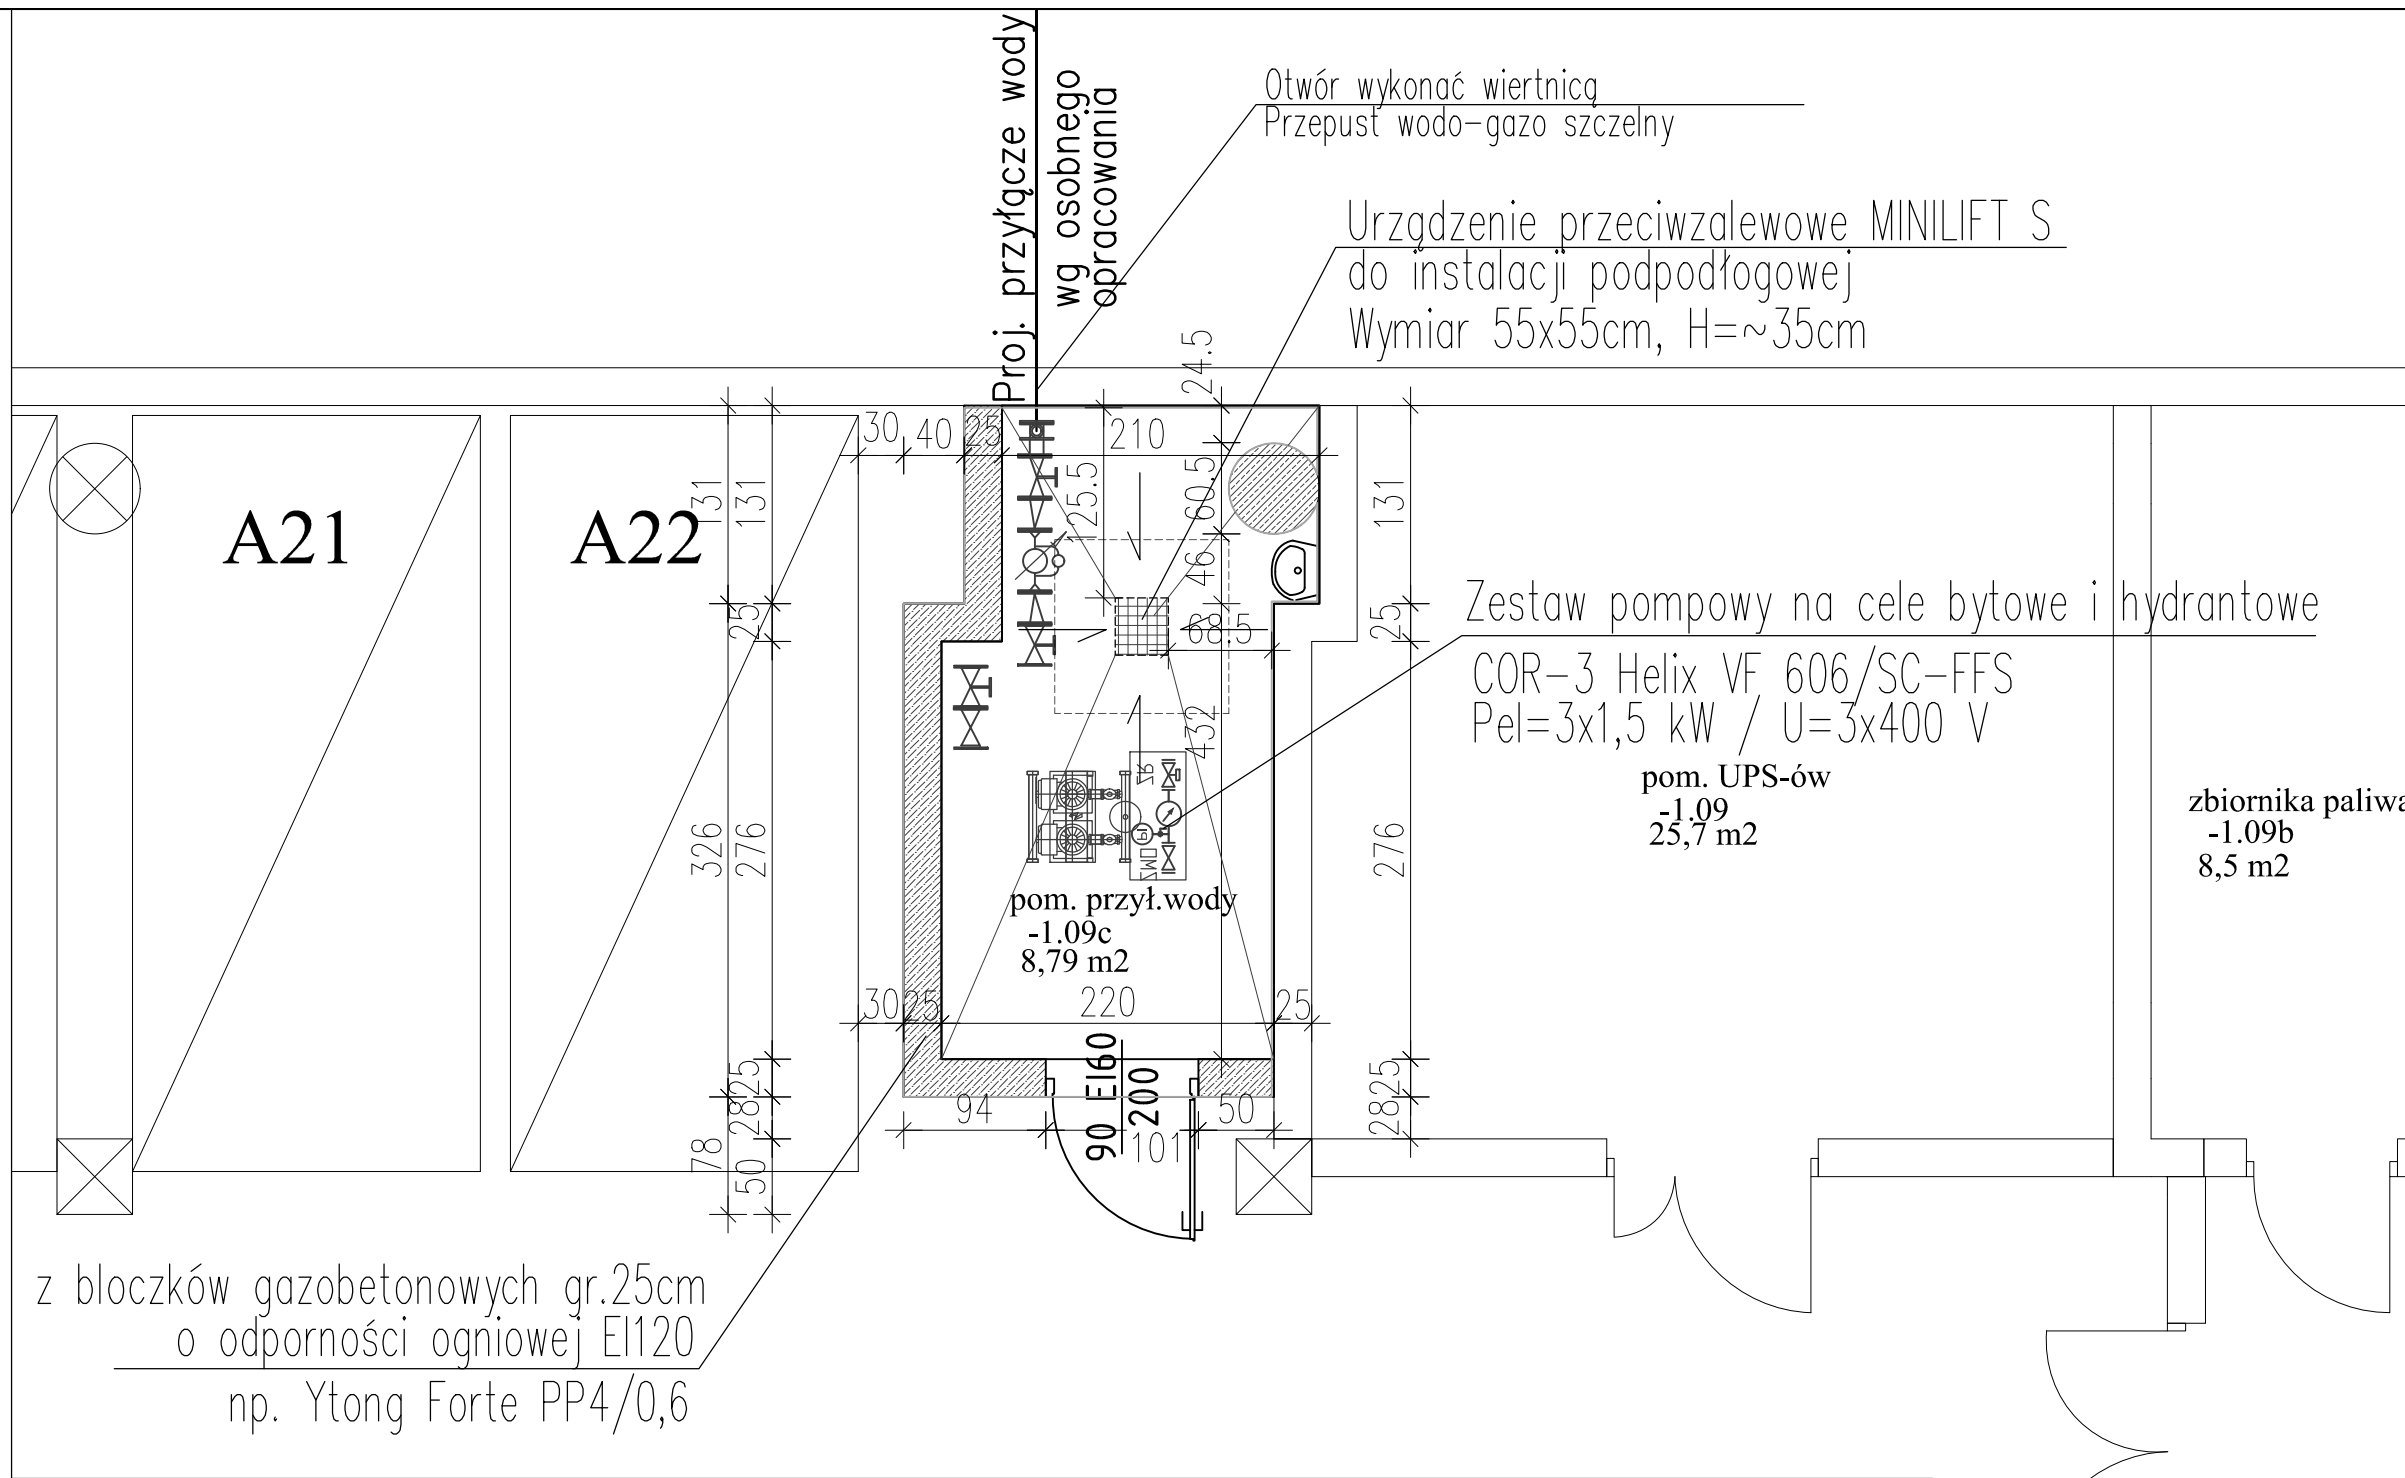 Proj. przyłącze wody
wg osobnego
opracowania
Otwór wykonać wiertnicą
Przepust wodo-gazo szczelny
Urządzenie przeciwzalewowe MINILIFT S
do instalacji podpodłogowej
Wymiar 55x55cm, H=~35cm
24.5
30
40
25
210
A21
A22
131
131
25.5
60.5
131
46
25
68.5
25
Zestaw pompowy na cele bytowe i hydrantowe
COR-3 Helix VF 606/SC-FFS
Pel=3x1,5 kW / U=3x400 V
432
pom. UPS-ów
-1.09
25,7 m2
zbiornika paliwa
-1.09b
8,5 m2
326
276
276
ZK
PI
ZMO
pom. przył.wody
-1.09c
8,79 m2
30
25
220
25
90 EI60
200
25
28
78
50
94
101
50
25
28
z bloczków gazobetonowych gr.25cm
o odporności ogniowej EI120
np. Ytong Forte PP4/0,6